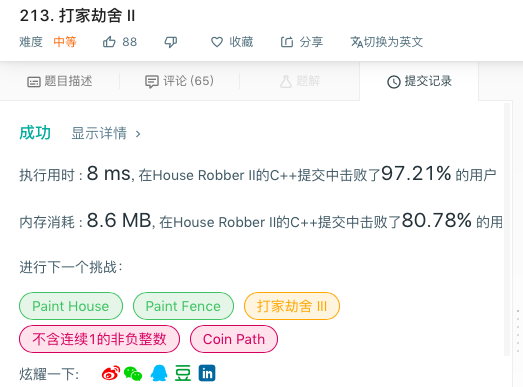 213. 打家劫舍 II
难度 中等 88 收藏 分享 切换为英文
题目描述 评论 (65) 题解 提交记录
成功 显示详情 >
执行用时 : 8 ms, 在House Robber II的C++提交中击败了97.21% 的用户
内存消耗 : 8.6 MB, 在House Robber II的C++提交中击败了80.78% 的用
进行下一个挑战：
Paint House Paint Fence 打家劫舍 III
不含连续1的非负整数 Coin Path
炫耀一下: 豆 in